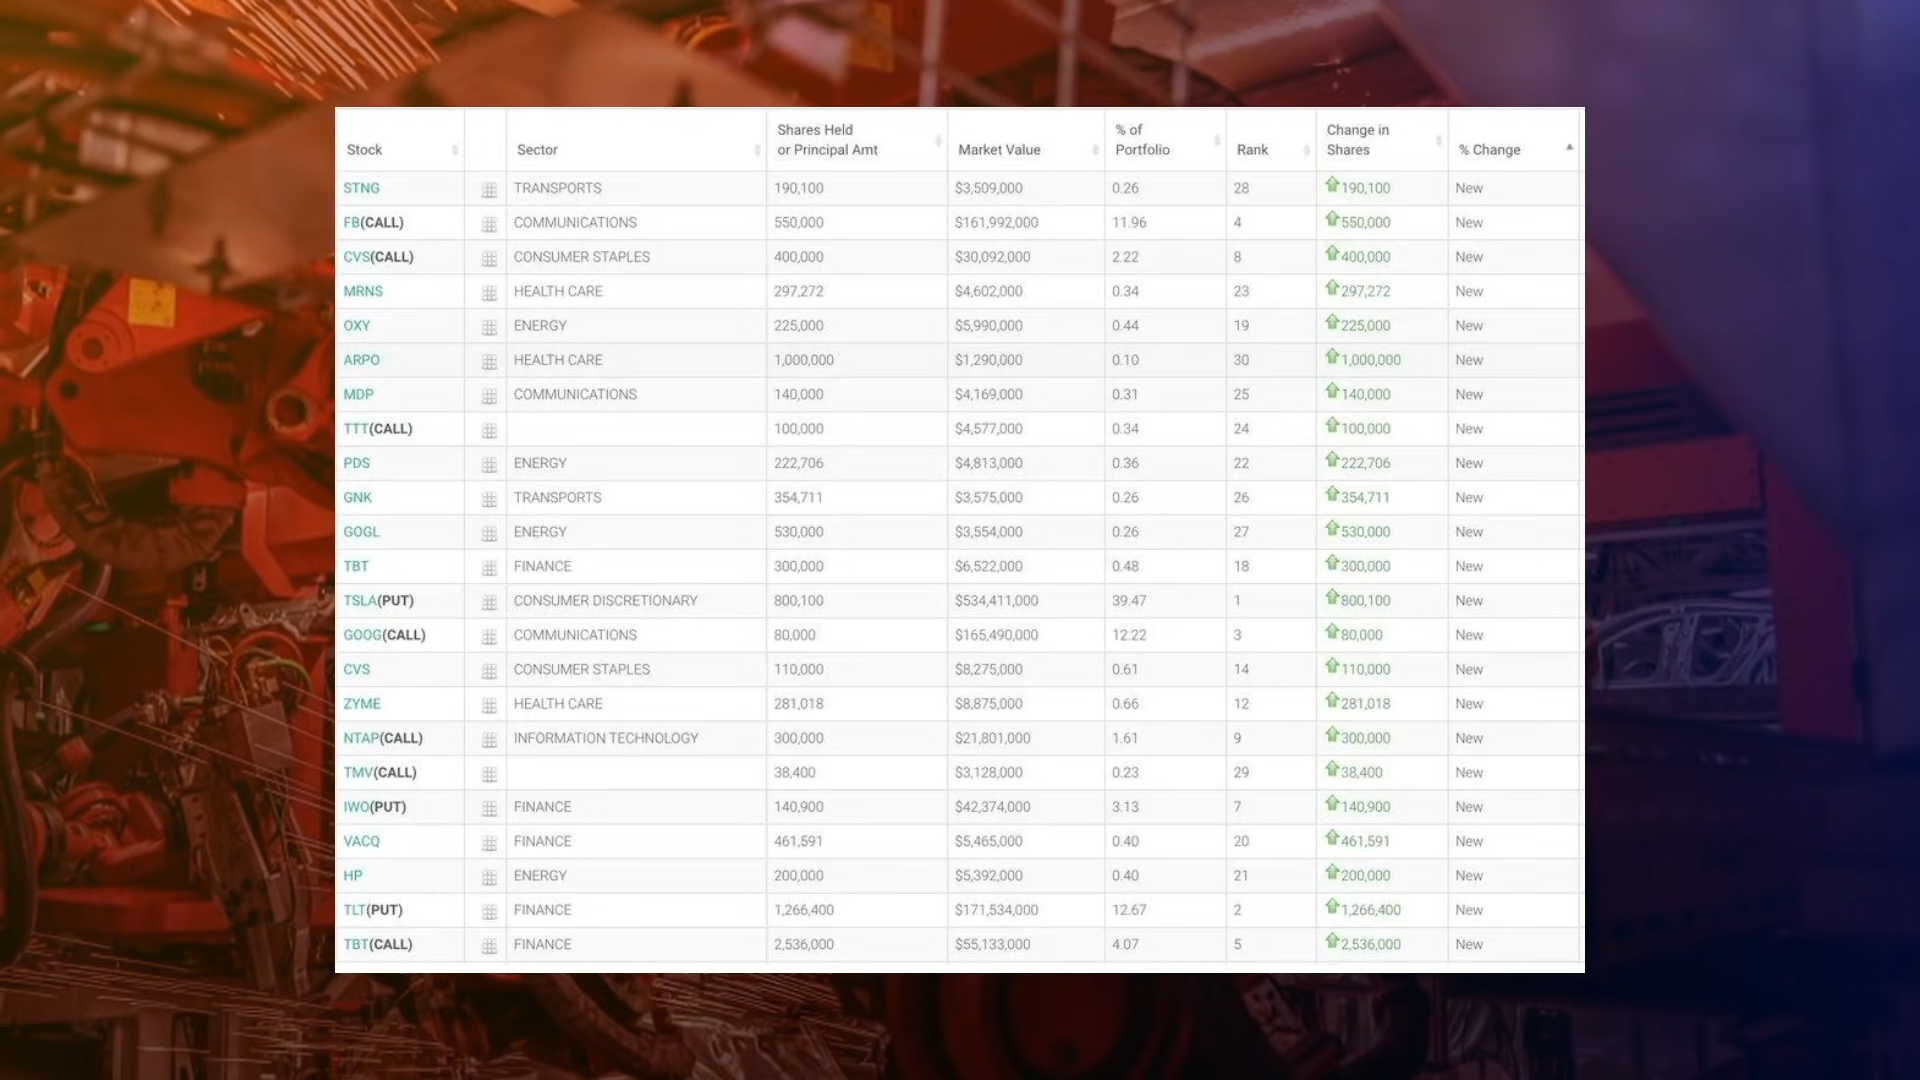 Stock Sector Shares Held or Principal Amt Market Value % of Portfolio Rank Change in Shares % Change
STNG TRANSPORTS 190,100 $3,509,000 0.26 28 190,100 New
FB(CALL) COMMUNICATIONS 550,000 $161,992,000 11.96 4 550,000 New
CVS(CALL) CONSUMER STAPLES 400,000 $30,092,000 2.22 8 400,000 New
MRNS HEALTH CARE 297,272 $4,602,000 0.34 23 297,272 New
OXY ENERGY 225,000 $5,990,000 0.44 19 225,000 New
ARPO HEALTH CARE 1,000,000 $1,290,000 0.10 30 1,000,000 New
MDP COMMUNICATIONS 140,000 $4,169,000 0.31 25 140,000 New
TTT(CALL) 100,000 $4,577,000 0.34 24 100,000 New
PDS ENERGY 222,706 $4,813,000 0.36 22 222,706 New
GNK TRANSPORTS 354,711 $3,575,000 0.26 26 354,711 New
GOGL ENERGY 530,000 $3,554,000 0.26 27 530,000 New
TBT FINANCE 300,000 $6,522,000 0.48 18 300,000 New
TSLA(PUT) CONSUMER DISCRETIONARY 800,100 $534,411,000 39.47 1 800,100 New
GOOG(CALL) COMMUNICATIONS 80,000 $165,490,000 12.22 3 80,000 New
CVS CONSUMER STAPLES 110,000 $8,275,000 0.61 14 110,000 New
ZYME HEALTH CARE 281,018 $8,875,000 0.66 12 281,018 New
NTAP(CALL) INFORMATION TECHNOLOGY 300,000 $21,801,000 1.61 9 300,000 New
TMV(CALL) 38,400 $3,128,000 0.23 29 38,400 New
IWO(PUT) FINANCE 140,900 $42,374,000 3.13 7 140,900 New
VACQ FINANCE 461,591 $5,465,000 0.40 20 461,591 New
HP ENERGY 200,000 $5,392,000 0.40 21 200,000 New
TLT(PUT) FINANCE 1,266,400 $171,534,000 12.67 2 1,266,400 New
TBT(CALL) FINANCE 2,536,000 $55,133,000 4.07 5 2,536,000 New